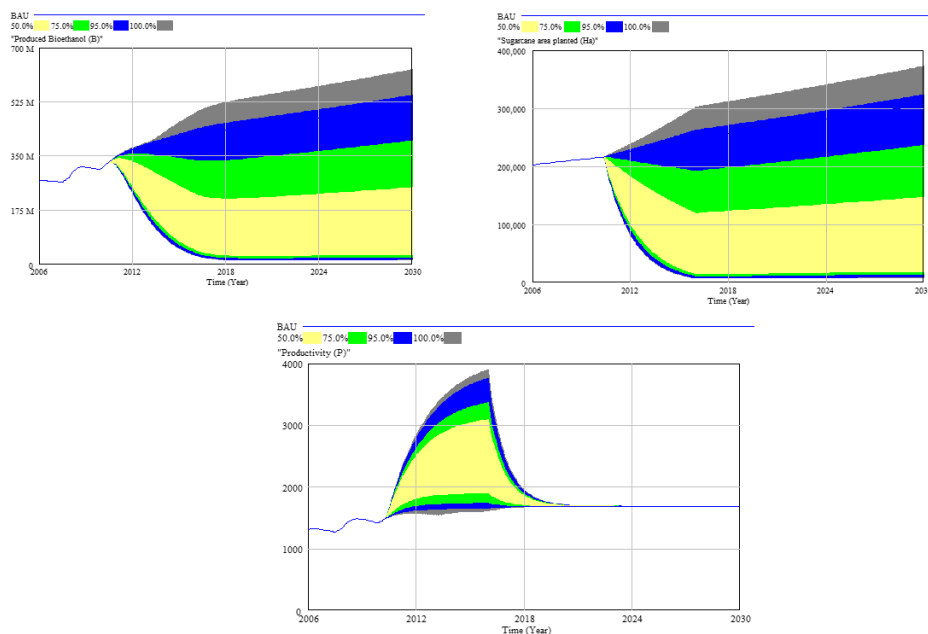 BAU
50.0% 75.0% 95.0% 100.0%
"Produced Bioethanol (B)"
700 M
525 M
350 M
175 M
0
2006 2012 2018 2024 2030
Time (Year)
BAU
50.0% 75.0% 95.0% 100.0%
"Sugarcane area planted (Ha)"
400,000
300,000
200,000
100,000
0
2006 2012 2018 2024 203
Time (Year)
BAU
50.0% 75.0% 95.0% 100.0%
"Productivity (P)"
4000
3000
2000
1000
0
2006 2012 2018 2024 2030
Time (Year)